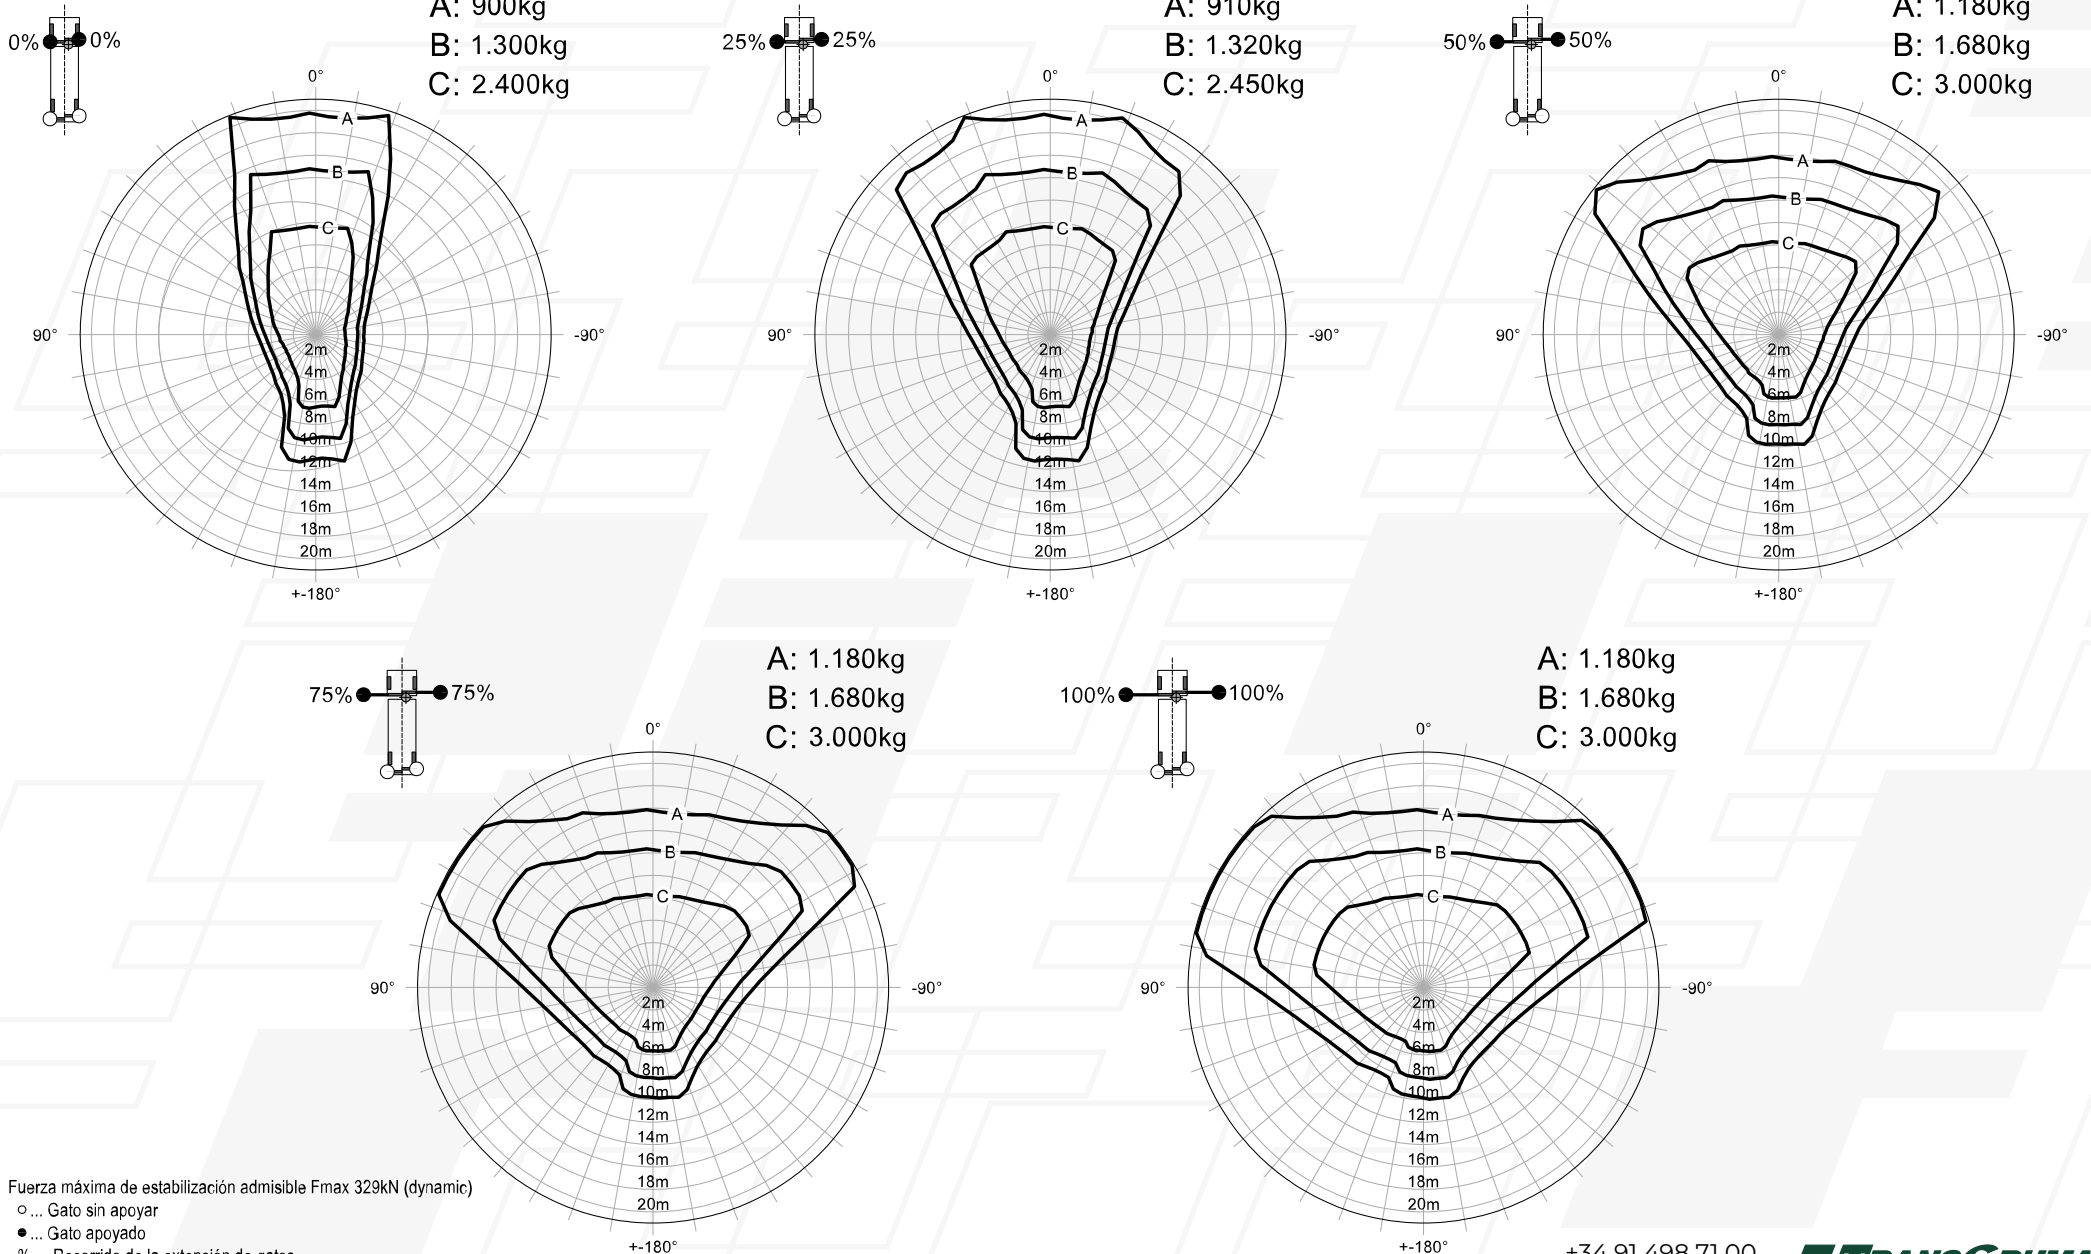 A: 900kg
B: 1.300kg
C: 2.400kg
0% 0%
0°
A
B
C
90° -90°
2m
4m
6m
8m
10m
12m
14m
16m
18m
20m
+-180°
A: 910kg
B: 1.320kg
C: 2.450kg
25% 25%
0°
A
B
C
90° -90°
2m
4m
6m
8m
10m
12m
14m
16m
18m
20m
+-180°
A: 1.180kg
B: 1.680kg
C: 3.000kg
50% 50%
0°
A
B
C
90° -90°
2m
4m
6m
8m
10m
12m
14m
16m
18m
20m
+-180°
A: 1.180kg
B: 1.680kg
C: 3.000kg
75% 75%
0°
A
B
C
90° -90°
2m
4m
6m
8m
10m
12m
14m
16m
18m
20m
+-180°
A: 1.180kg
B: 1.680kg
C: 3.000kg
100% 100%
0°
A
B
C
90° -90°
2m
4m
6m
8m
10m
12m
14m
16m
18m
20m
+-180°
Fuerza máxima de estabilización admisible Fmax 329kN (dynamic)
... Gato sin apoyar
... Gato apoyado
% ... Recorrido de la extensión de gatos
+34 91 498 71 00